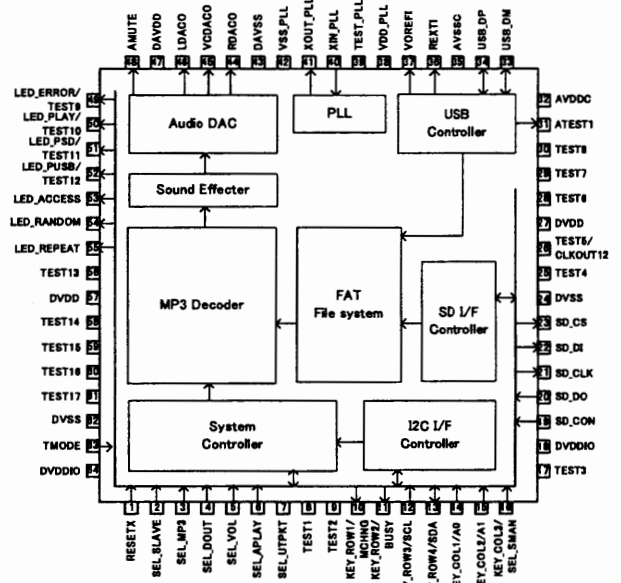 AMUTE
DAVDD
LDACO
VCDACO
RDACO
DAVSS
VSS_PLL
XOUT_PLL
XIN_PLL
TEST_PLL
VDD_PLL
VOREFI
REXTI
AVSSC
USB_DP
USB_DM
48 47 46 45 44 43 42 41 40 39 38 37 36 35 34 33
LED_ERROR/
TEST9
49
LED_PLAY/
TEST10
50
LED_PSD/
TEST11
51
LED_PUSB/
TEST12
52
LED_ACCESS 53
LED_RANDOM 54
LED_REPEAT 55
TEST13 56
DVDD 57
TEST14 58
TEST15 59
TEST16 60
TEST17 61
DVSS 62
TMODE 63
DVDDIO 64
Audio DAC
PLL
USB
Controller
Sound Effecter
MP3 Decoder
FAT
File system
SD I/F
Controller
System
Controller
I2C I/F
Controller
32 AVDDC
31 ATEST1
30 TEST8
29 TEST7
28 TEST6
27 DVDD
26 TEST5/
CLKOUT12
25 TEST4
24 DVSS
23 SD_CS
22 SD_DI
21 SD_CLK
20 SD_DO
19 SD_CON
18 DVDDIO
17 TEST3
1 2 3 4 5 6 7 8 9 10 11 12 13 14 15 16
RESETX
SEL_SLAVE
SEL_MP3
SEL_DOUT
SEL_VOL
SEL_APLAY
SEL_UTPKT
TEST1
TEST2
KEY_ROW1/
MCHNG
KEY_ROW2/
BUSY
Y_ROW3/SCL
Y_ROW4/SDA
KEY_COL1/A0
KEY_COL2/A1
KEY_COL3/
SEL_SMAN